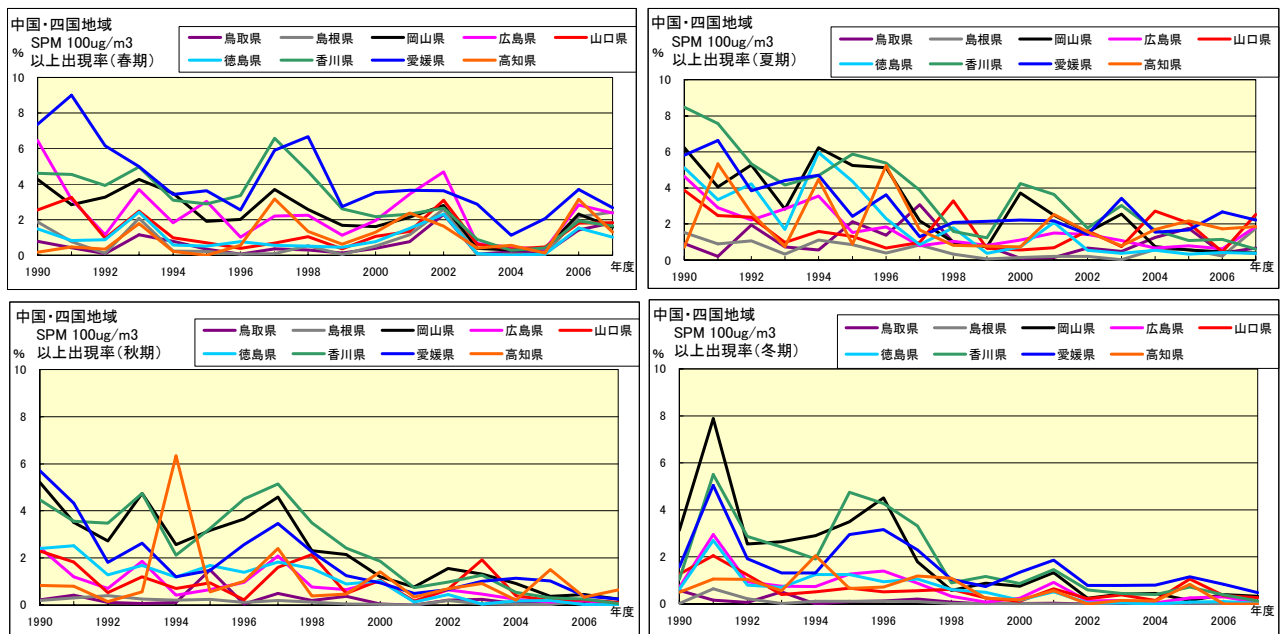 中国・四国地域
SPM 100ug/m3
以上出現率(春期)
%
鳥取県 島根県 岡山県 広島県 山口県
徳島県 香川県 愛媛県 高知県
10
8
6
4
2
0
1990 1992 1994 1996 1998 2000 2002 2004 2006
年度
中国・四国地域
SPM 100ug/m3
以上出現率(夏期)
%
鳥取県 島根県 岡山県 広島県 山口県
徳島県 香川県 愛媛県 高知県
10
8
6
4
2
0
1990 1992 1994 1996 1998 2000 2002 2004 2006
年度
中国・四国地域
SPM 100ug/m3
以上出現率(秋期)
%
鳥取県 島根県 岡山県 広島県 山口県
徳島県 香川県 愛媛県 高知県
10
8
6
4
2
0
1990 1992 1994 1996 1998 2000 2002 2004 2006
年度
中国・四国地域
SPM 100ug/m3
以上出現率(冬期)
%
鳥取県 島根県 岡山県 広島県 山口県
徳島県 香川県 愛媛県 高知県
10
8
6
4
2
0
1990 1992 1994 1996 1998 2000 2002 2004 2006
年度